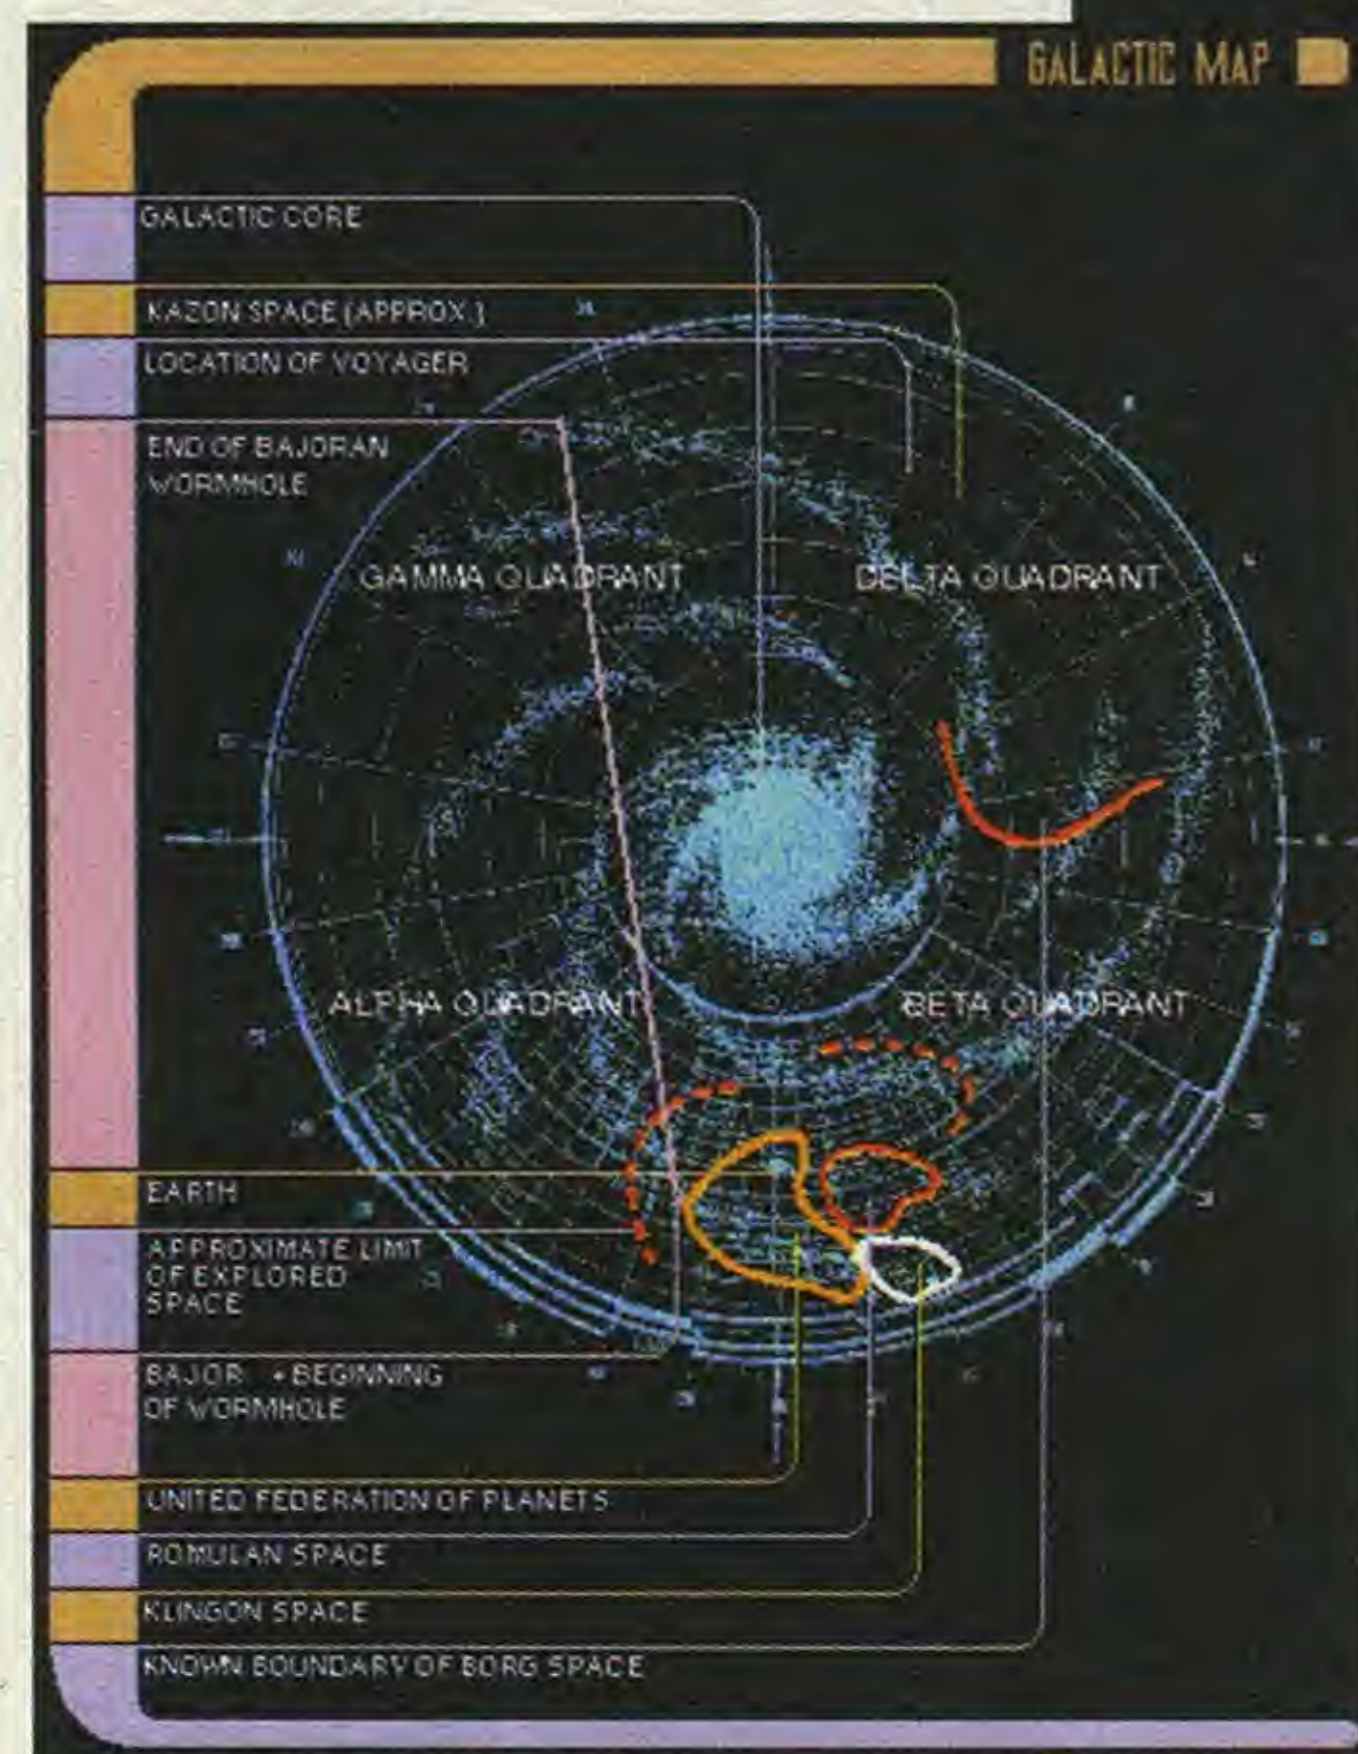 GALACTIC MAP
GALACTIC CORE
KAZON SPACE (APPROX.)
LOCATION OF VOYAGER
END OF BAJORAN
WORMHOLE
GAMMA QUADRANT
DELTA QUADRANT
ALPHA QUADRANT
BETA QUADRANT
EARTH
APPROXIMATE LIMIT
OF EXPLORED
SPACE
BAJOR + BEGINNING
OF WORMHOLE
UNITED FEDERATION OF PLANETS
ROMULAN SPACE
KLINGON SPACE
KNOWN BOUNDARY OF BORG SPACE